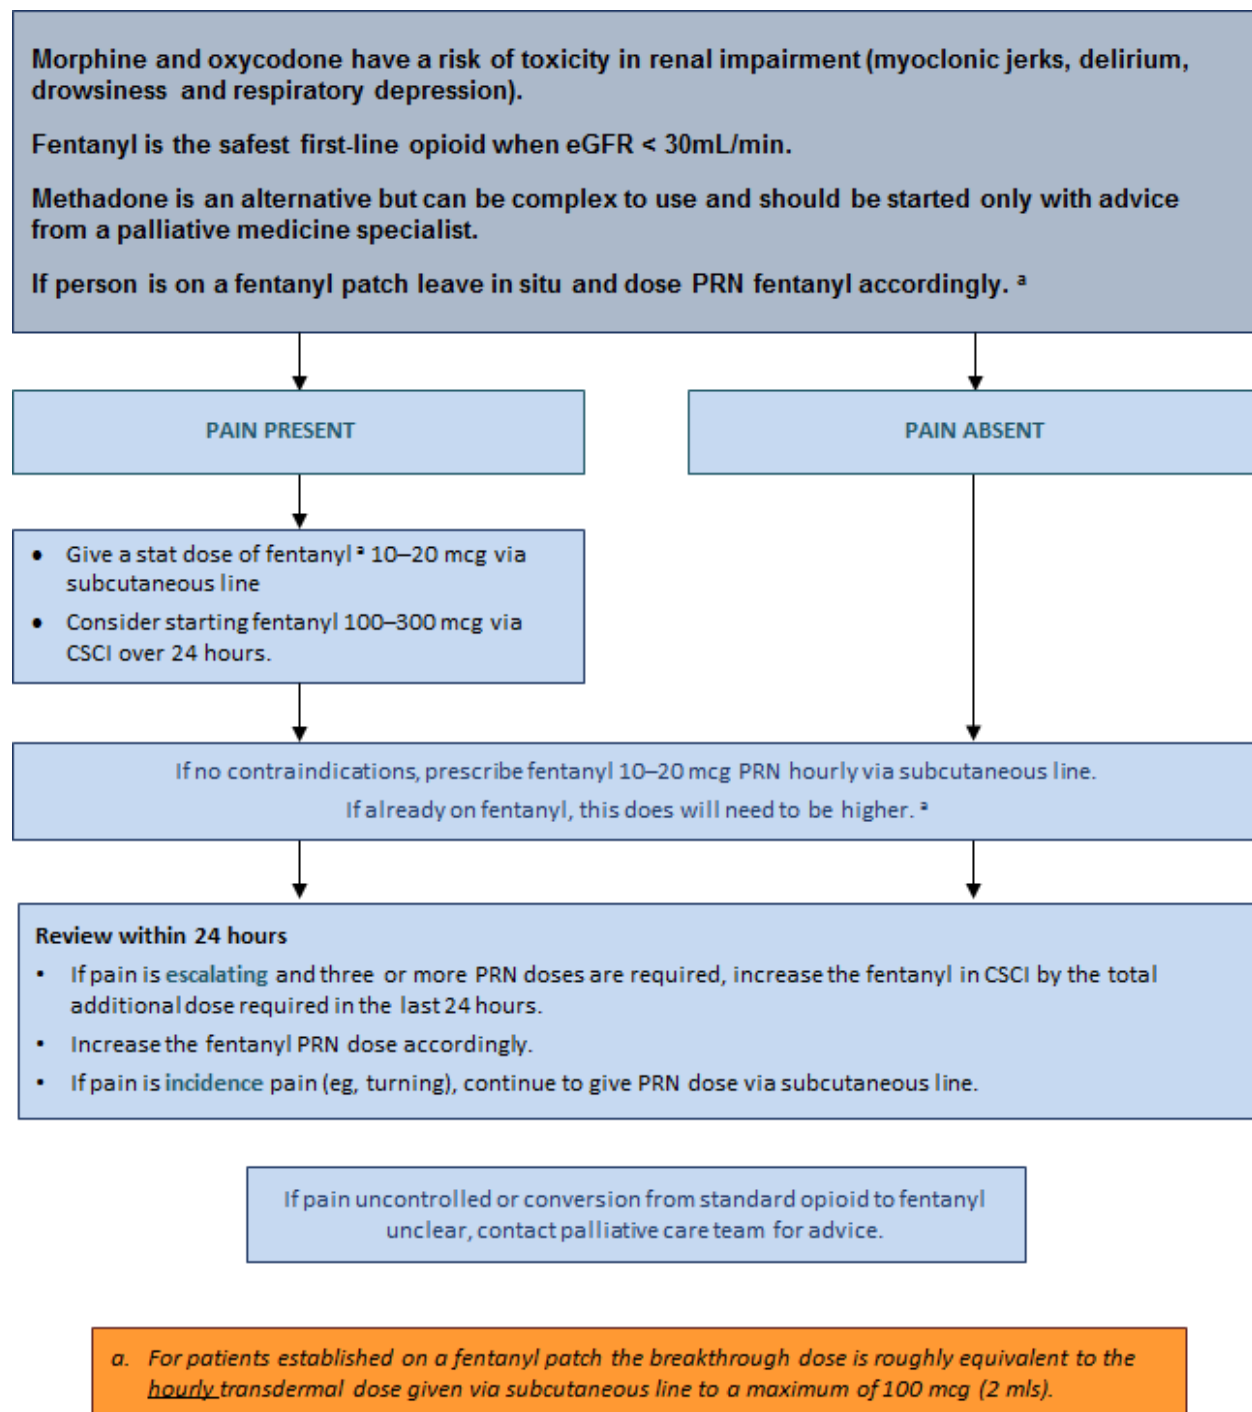 Morphine and oxycodone have a risk of toxicity in renal impairment (myoclonic jerks, delirium,
drowsiness and respiratory depression).
Fentanyl is the safest first-line opioid when eGFR < 30mL/min.
Methadone is an alternative but can be complex to use and should be started only with advice
from a palliative medicine specialist.
If person is on a fentanyl patch leave in situ and dose PRN fentanyl accordingly. ª
PAIN PRESENT
PAIN ABSENT
• Give a stat dose of fentanyl ª 10–20 mcg via
subcutaneous line
• Consider starting fentanyl 100–300 mcg via
CSCI over 24 hours.
If no contraindications, prescribe fentanyl 10–20 mcg PRN hourly via subcutaneous line.
If already on fentanyl, this does will need to be higher. ª
Review within 24 hours
• If pain is escalating and three or more PRN doses are required, increase the fentanyl in CSCI by the total
additional dose required in the last 24 hours.
• Increase the fentanyl PRN dose accordingly.
• If pain is incidence pain (eg, turning), continue to give PRN dose via subcutaneous line.
If pain uncontrolled or conversion from standard opioid to fentanyl
unclear, contact palliative care team for advice.
a. For patients established on a fentanyl patch the breakthrough dose is roughly equivalent to the
hourly transdermal dose given via subcutaneous line to a maximum of 100 mcg (2 mls).